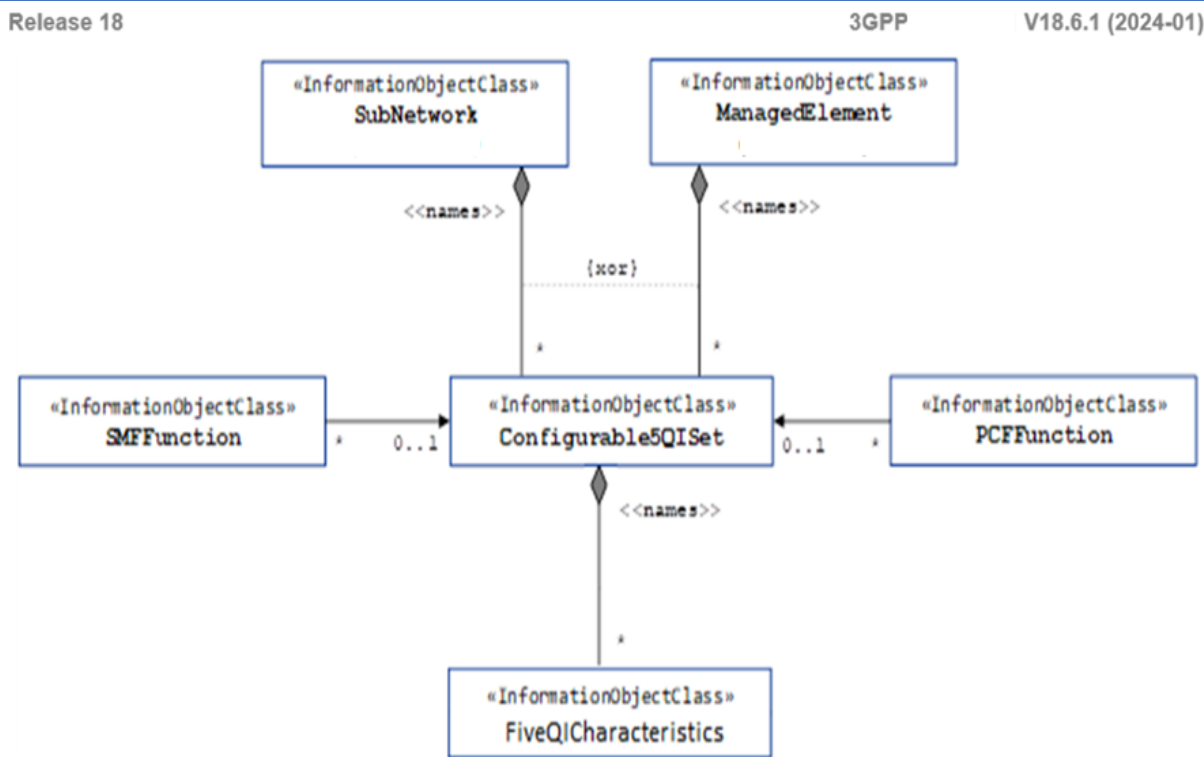 Release 18 3GPP V18.6.1 (2024-01)
«InformationObjectClass»
SubNetwork
«InformationObjectClass»
ManagedElement
<<names>>
<<names>>
{xor}
*
*
«InformationObjectClass»
SMFFunction
*
0..1
«InformationObjectClass»
Configurable5QISet
0..1
*
«InformationObjectClass»
PCFFunction
<<names>>
*
«InformationObjectClass»
FiveQICharacteristics